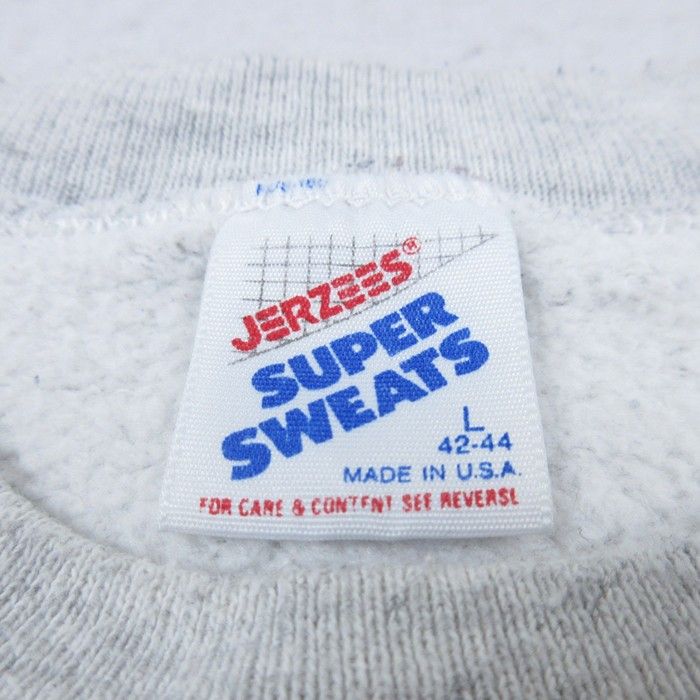 JERZEES®
SUPER
SWEATS
L
42-44
MADE IN U.S.A.
FOR CARE & CONTENT SEE REVERSE